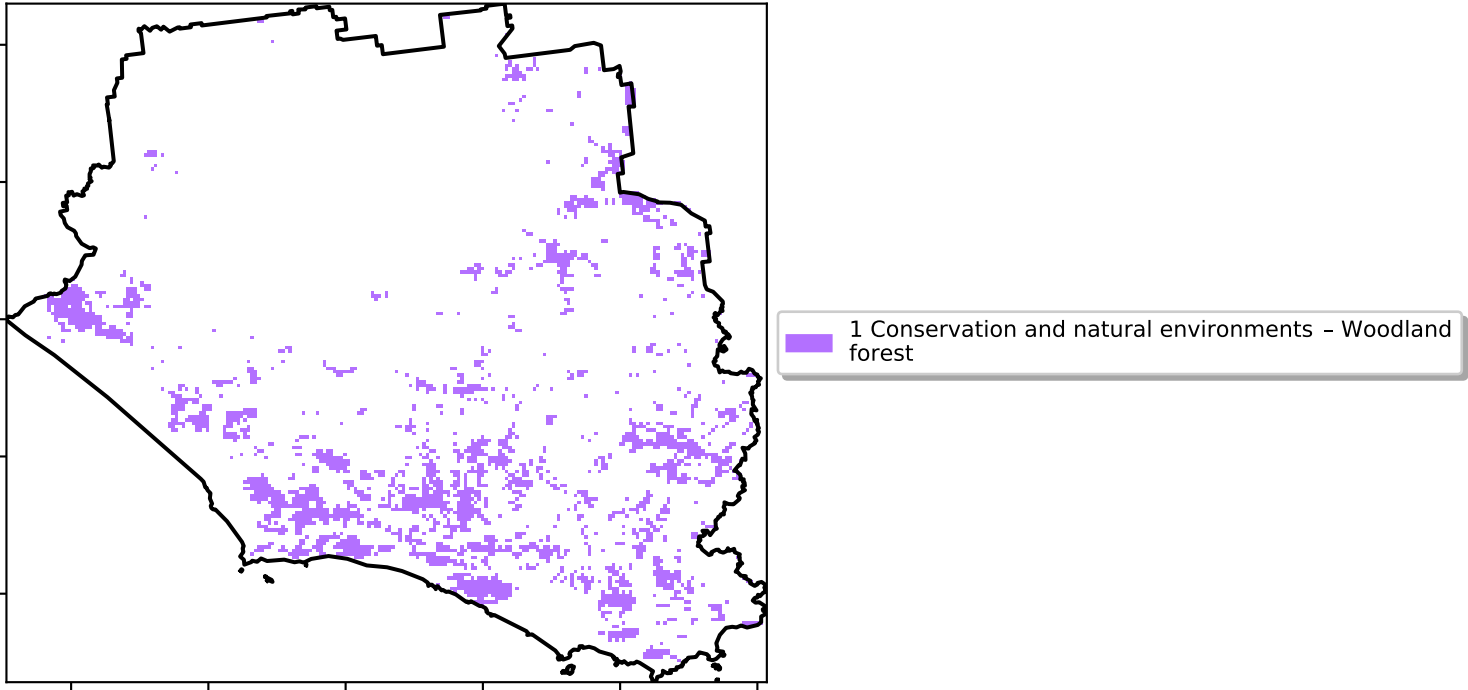 1 Conservation and natural environments – Woodland
forest